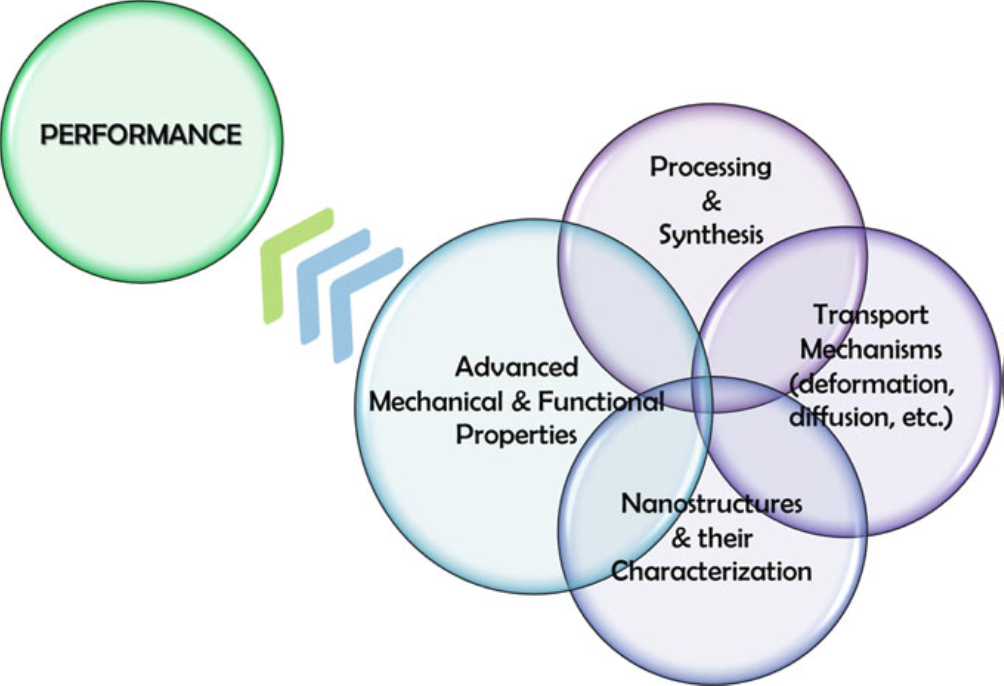 PERFORMANCE
Processing
&
Synthesis
Transport
Mechanisms
(deformation,
diffusion, etc.)
Advanced
Mechanical & Functional
Properties
Nanostructures
& their
Characterization